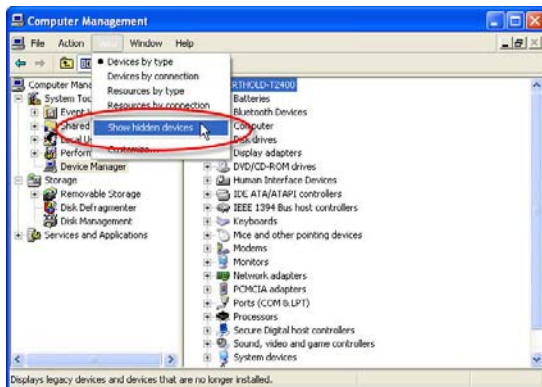 Computer Management
File Action View Window Help
Devices by type
Devices by connection
Resources by type
Resources by connection
Show hidden devices
Customize...
Computer Mana
System Too
Event
Shared
Local U
Perform
Device Manager
Storage
Removable Storage
Disk Defragmenter
Disk Management
Services and Applications
RTHOLD-T2400
Batteries
Bluetooth Devices
Computer
Disk drives
Display adapters
DVD/CD-ROM drives
Human Interface Devices
IDE ATA/ATAPI controllers
IEEE 1394 Bus host controllers
Keyboards
Mice and other pointing devices
Modems
Monitors
Network adapters
PCMCIA adapters
Ports (COM & LPT)
Processors
Secure Digital host controllers
Sound, video and game controllers
System devices
Displays legacy devices and devices that are no longer installed.